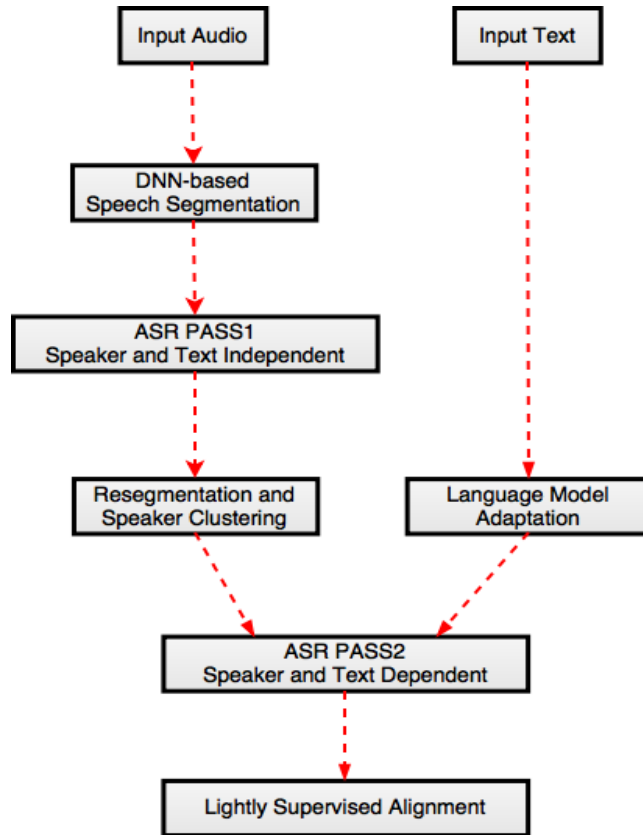 Input Audio
Input Text
DNN-based
Speech Segmentation
ASR PASS1
Speaker and Text Independent
Resegmentation and
Speaker Clustering
Language Model
Adaptation
ASR PASS2
Speaker and Text Dependent
Lightly Supervised Alignment